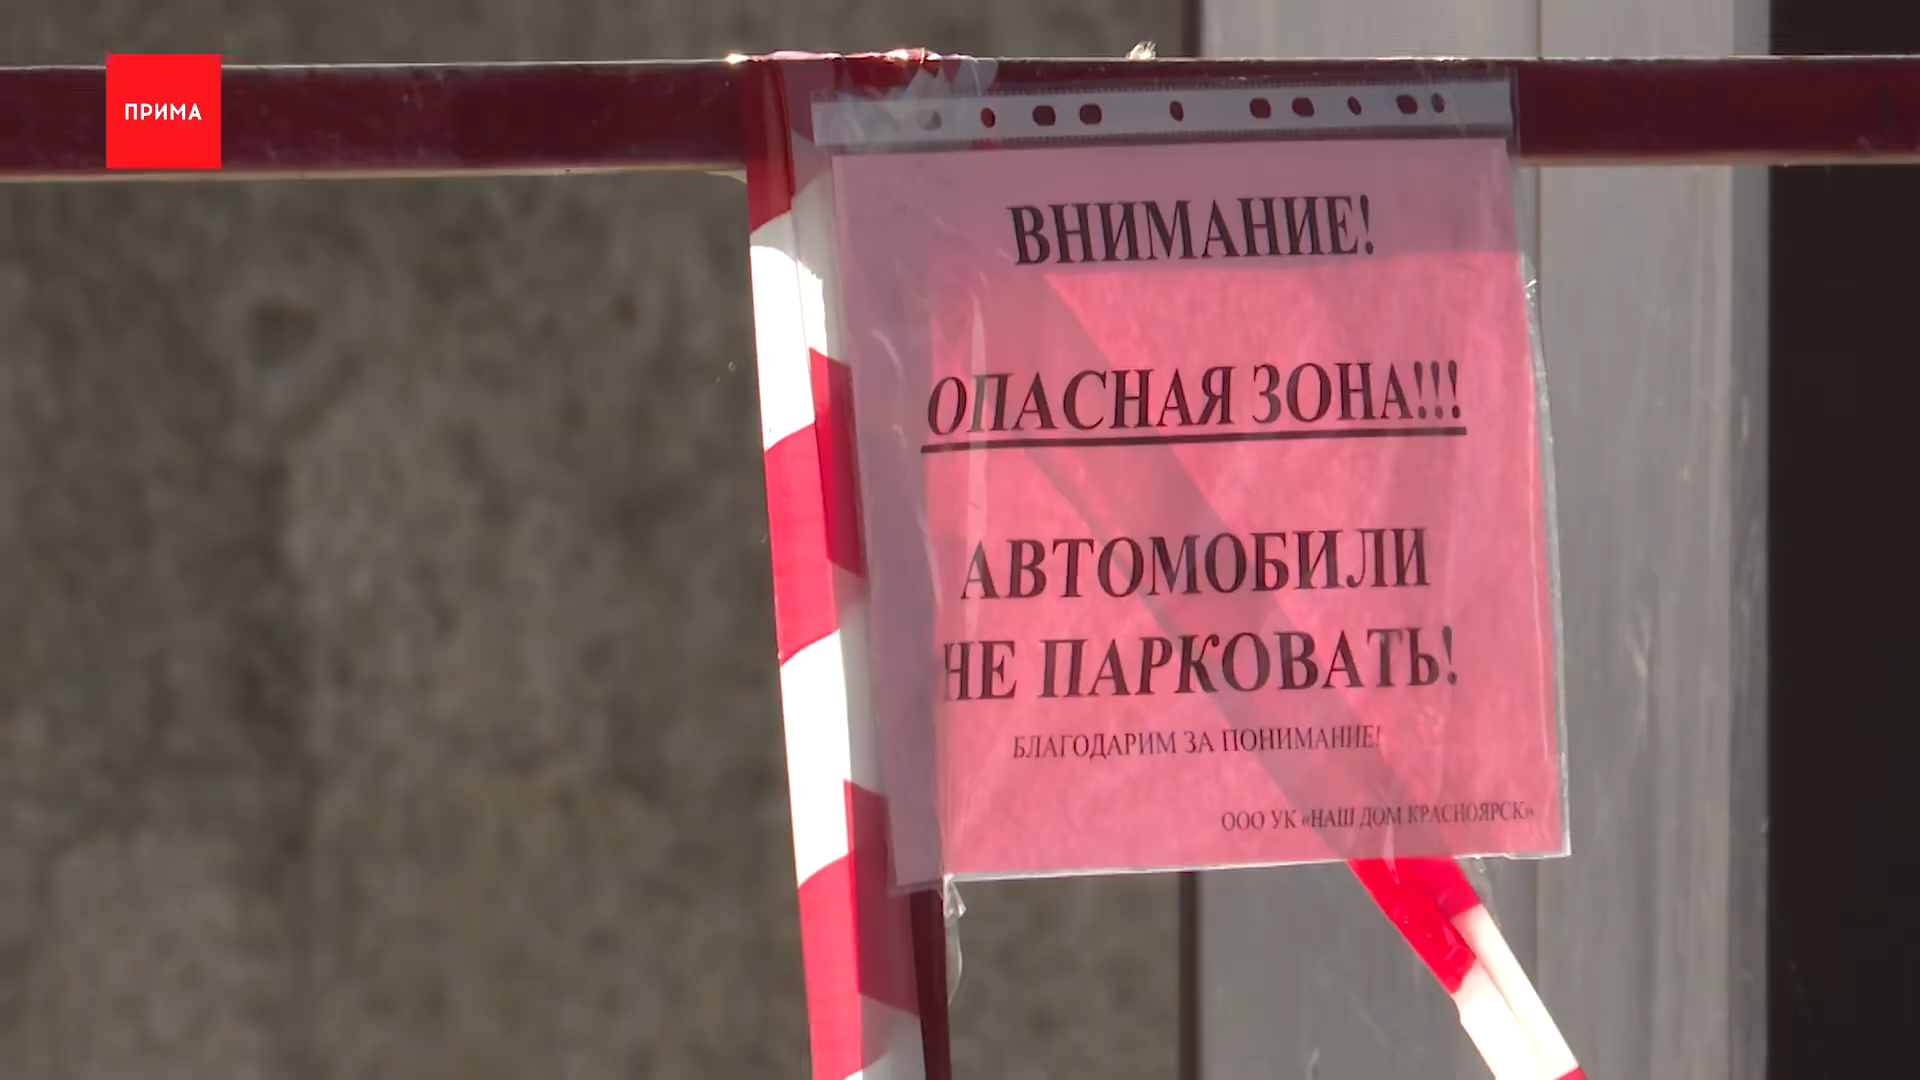 ПРИМА
ВНИМАНИЕ!
ОПАСНАЯ ЗОНА!!!
АВТОМОБИЛИ
НЕ ПАРКОВАТЬ!
БЛАГОДАРИМ ЗА ПОНИМАНИЕ!
ООО УК «НАШ ДОМ КРАСНОЯРСК»